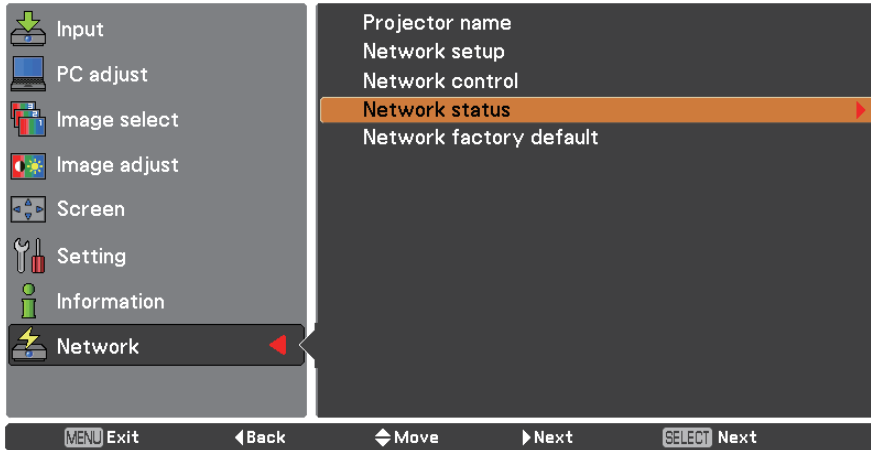 Input
PC adjust
Image select
Image adjust
Screen
Setting
Information
Network
Projector name
Network setup
Network control
Network status
Network factory default
MENU Exit Back Move Next SELECT Next